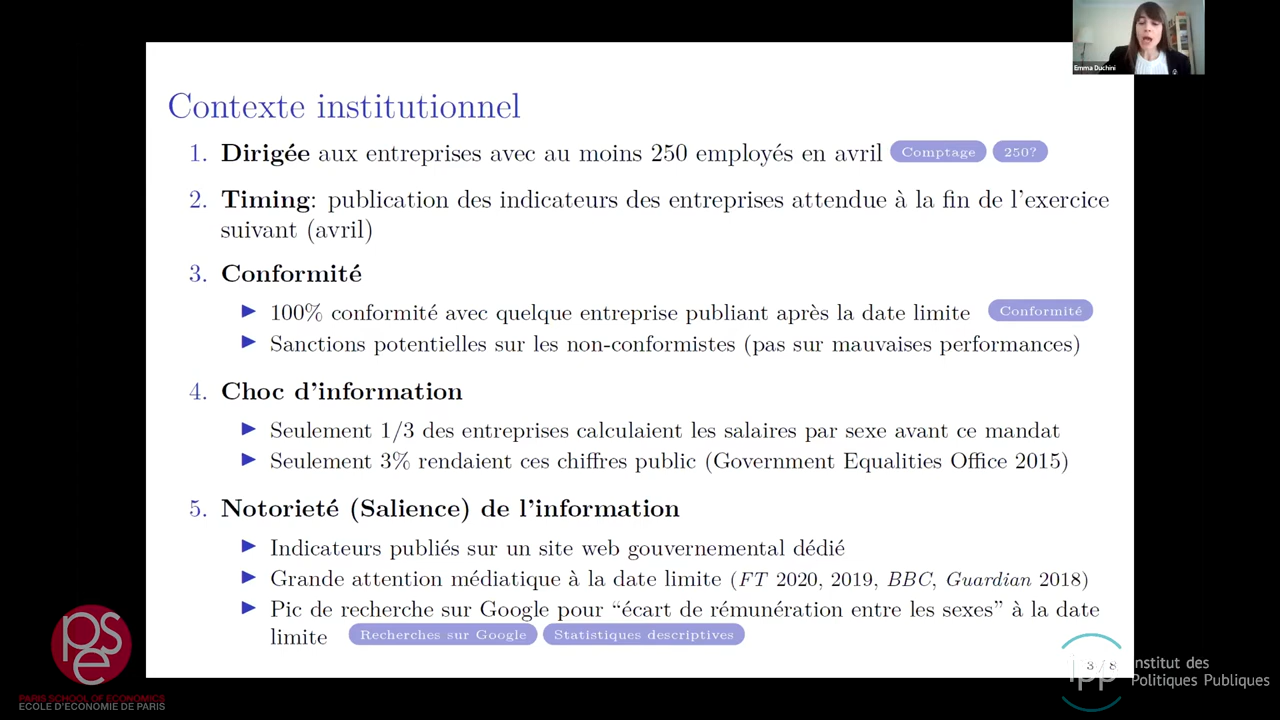 Emma Duchini
Contexte institutionnel
1. Dirigée aux entreprises avec au moins 250 employés en avril Comptage 250?
2. Timing: publication des indicateurs des entreprises attendue à la fin de l'exercice
suivant (avril)
3. Conformité
100% conformité avec quelque entreprise publiant après la date limite Conformité
Sanctions potentielles sur les non-conformistes (pas sur mauvaises performances)
4. Choc d'information
Seulement 1/3 des entreprises calculaient les salaires par sexe avant ce mandat
Seulement 3% rendaient ces chiffres public (Government Equalities Office 2015)
5. Notorieté (Salience) de l'information
Indicateurs publiés sur un site web gouvernemental dédié
Grande attention médiatique à la date limite (FT 2020, 2019, BBC, Guardian 2018)
Pic de recherche sur Google pour “écart de rémunération entre les sexes” à la date
limite Recherches sur Google Statistiques descriptives
3 / 8
pse
PARIS SCHOOL OF ECONOMICS
ECOLE D'ECONOMIE DE PARIS
ipp
Institut des
Politiques Publiques